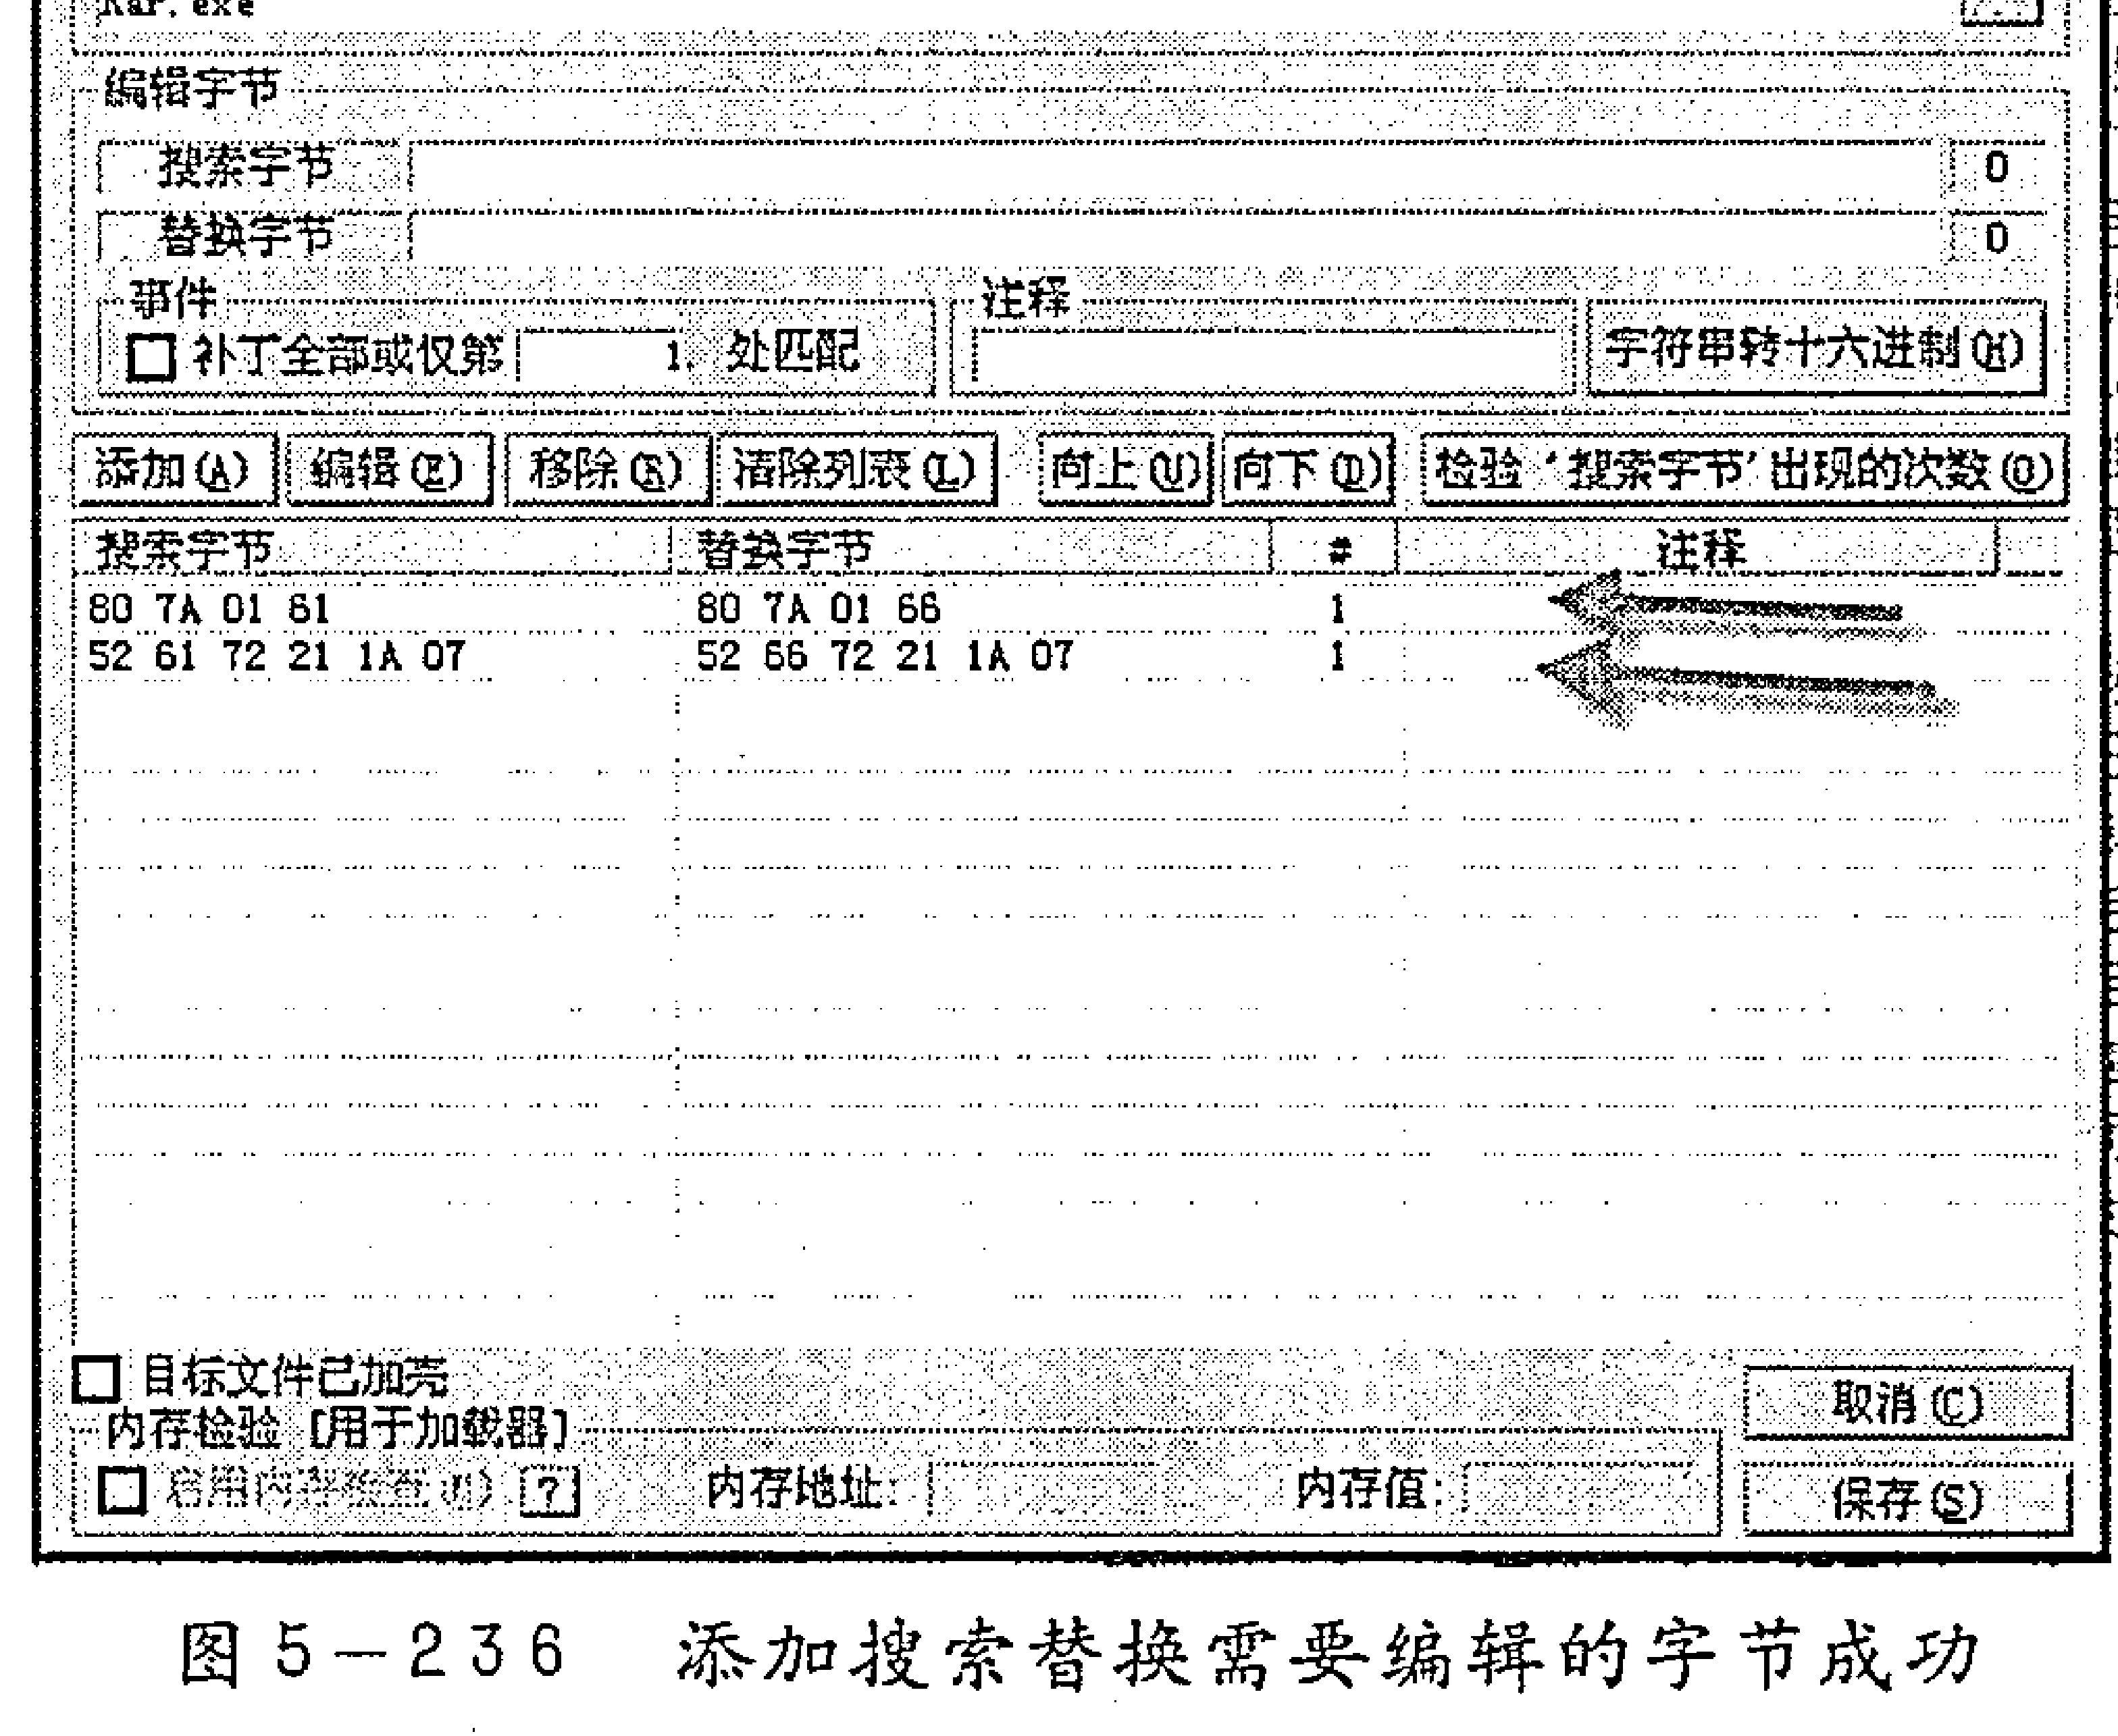 Rar.exe
编辑字节
搜索字节 0
替换字节 0
事件 注释
补丁全部或仅第 1. 处匹配 字符串转十六进制(H)
添加(A) 编辑(E) 移除(R) 清除列表(L) 向上(U) 向下(D) 检验‘搜索字节’出现的次数(O)
搜索字节 替换字节 # 注释
80 7A 01 61 80 7A 01 66 1
52 61 72 21 1A 07 52 66 72 21 1A 07 1
目标文件已加壳
取消(C)
内存检验 [用于加载器]
启用内存检查 ? 内存地址: 内存值:
保存(S)
图5-236 添加搜索替换需要编辑的字节成功